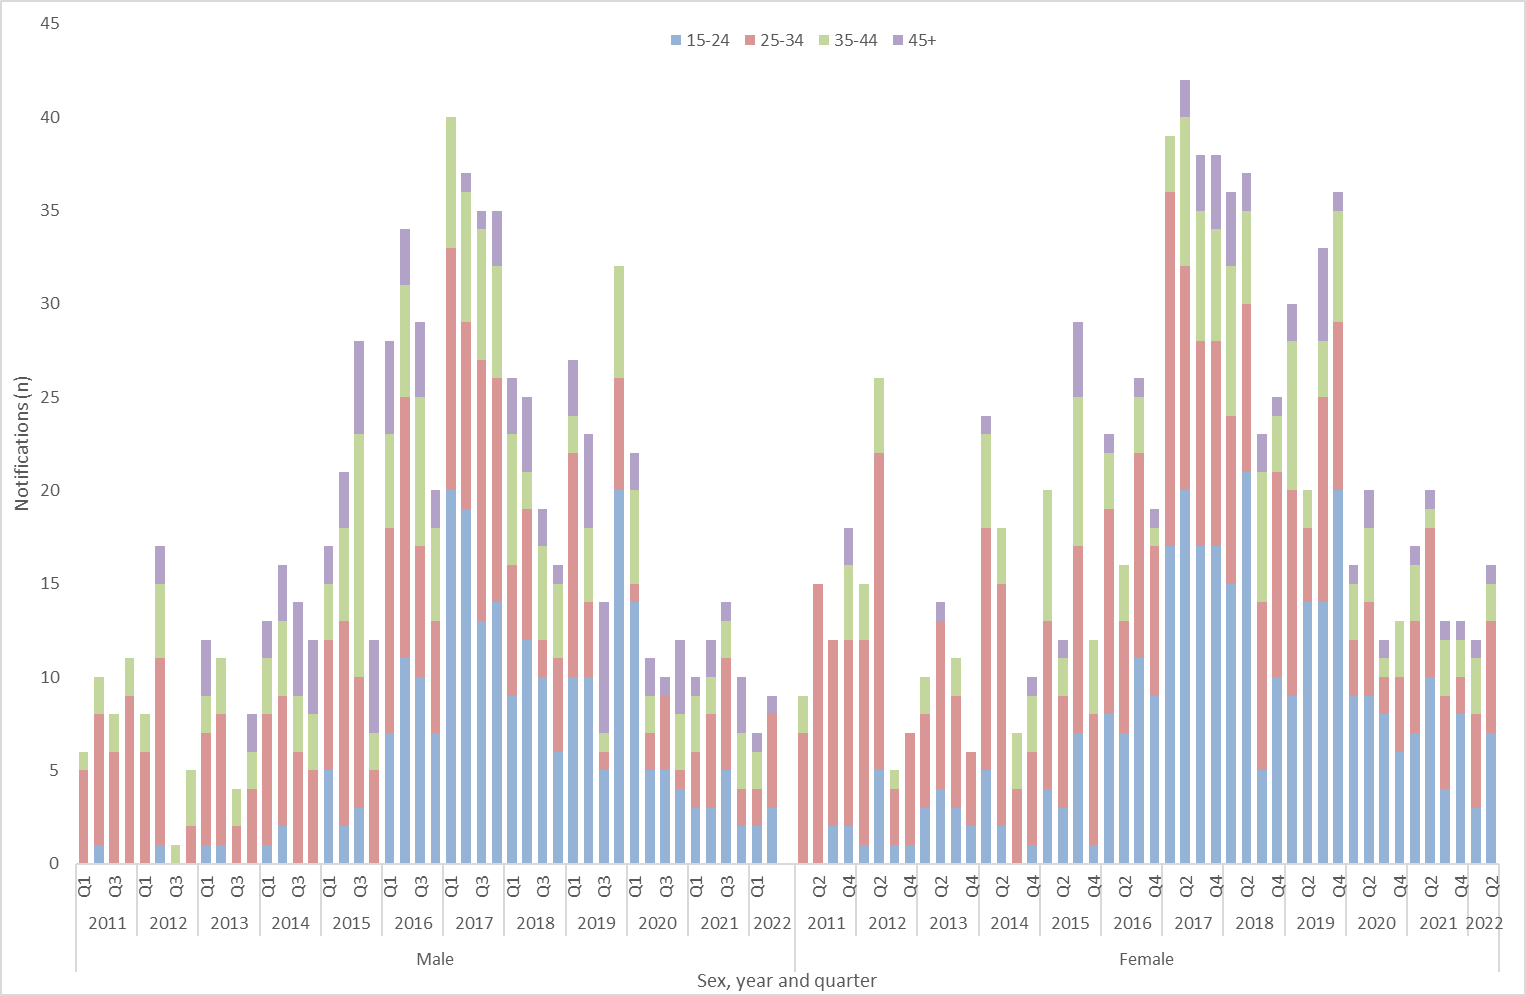 45
15-24 25-34 35-44 45+
40
35
30
25
20
15
10
5
0
Notifications (n)
Q1 Q3 Q1 Q3 Q1 Q3 Q1 Q3 Q1 Q3 Q1 Q3 Q1 Q3 Q1 Q3 Q1 Q3 Q1 Q3 Q1 Q3 Q1 Q2 Q4 Q2 Q4 Q2 Q4 Q2 Q4 Q2 Q4 Q2 Q4 Q2 Q4 Q2 Q4 Q2 Q4 Q2 Q4 Q2 Q4 Q2
2011 2012 2013 2014 2015 2016 2017 2018 2019 2020 2021 2022 2011 2012 2013 2014 2015 2016 2017 2018 2019 2020 2021 2022
Male Female
Sex, year and quarter